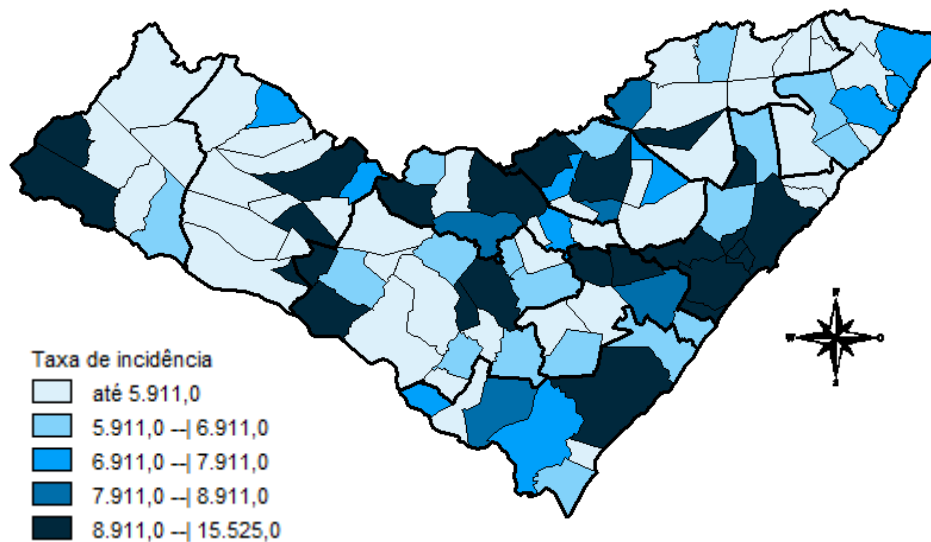 Taxa de incidência
até 5.911,0
5.911,0 --| 6.911,0
6.911,0 --| 7.911,0
7.911,0 --| 8.911,0
8.911,0 --| 15.525,0